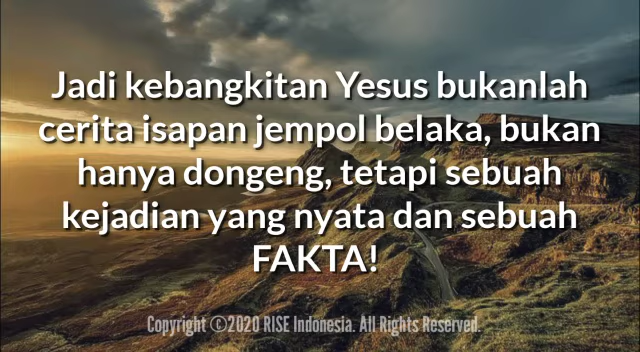 Jadi kebangkitan Yesus bukanlah
cerita isapan jempol belaka, bukan
hanya dongeng, tetapi sebuah
kejadian yang nyata dan sebuah
FAKTA!
Copyright ©2020 RISE Indonesia. All Rights Reserved.